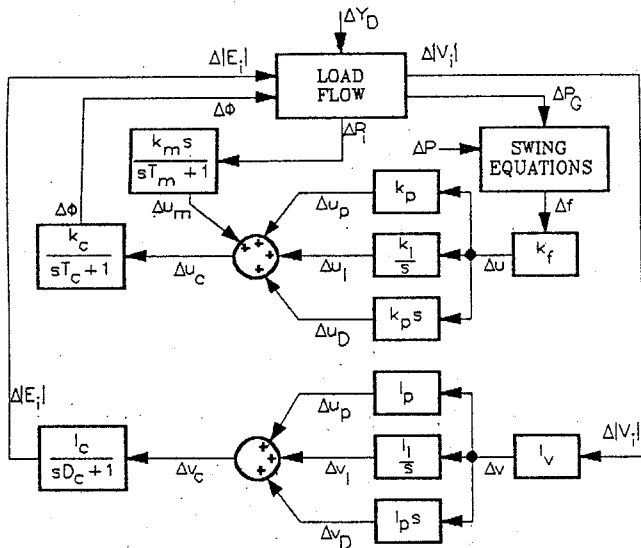 ΔY_D
Δ|E_i|
LOAD
FLOW
Δ|V_i|
ΔΦ
ΔP_i
ΔP_G
k_m s
sT_m + 1
ΔP
SWING
EQUATIONS
ΔΦ
Δu_m
Δu_p
k_p
Δf
k_c
sT_c + 1
Δu_c
+ + +
+
Δu_I
k_I
s
Δu
k_f
Δu_D
k_p s
Δ|E_i|
Δu_p
l_p
Δ|V_i|
l_c
sD_c + 1
Δv_c
+
+
+
Δv_I
l_I
s
Δv
l_v
Δv_D
l_p s